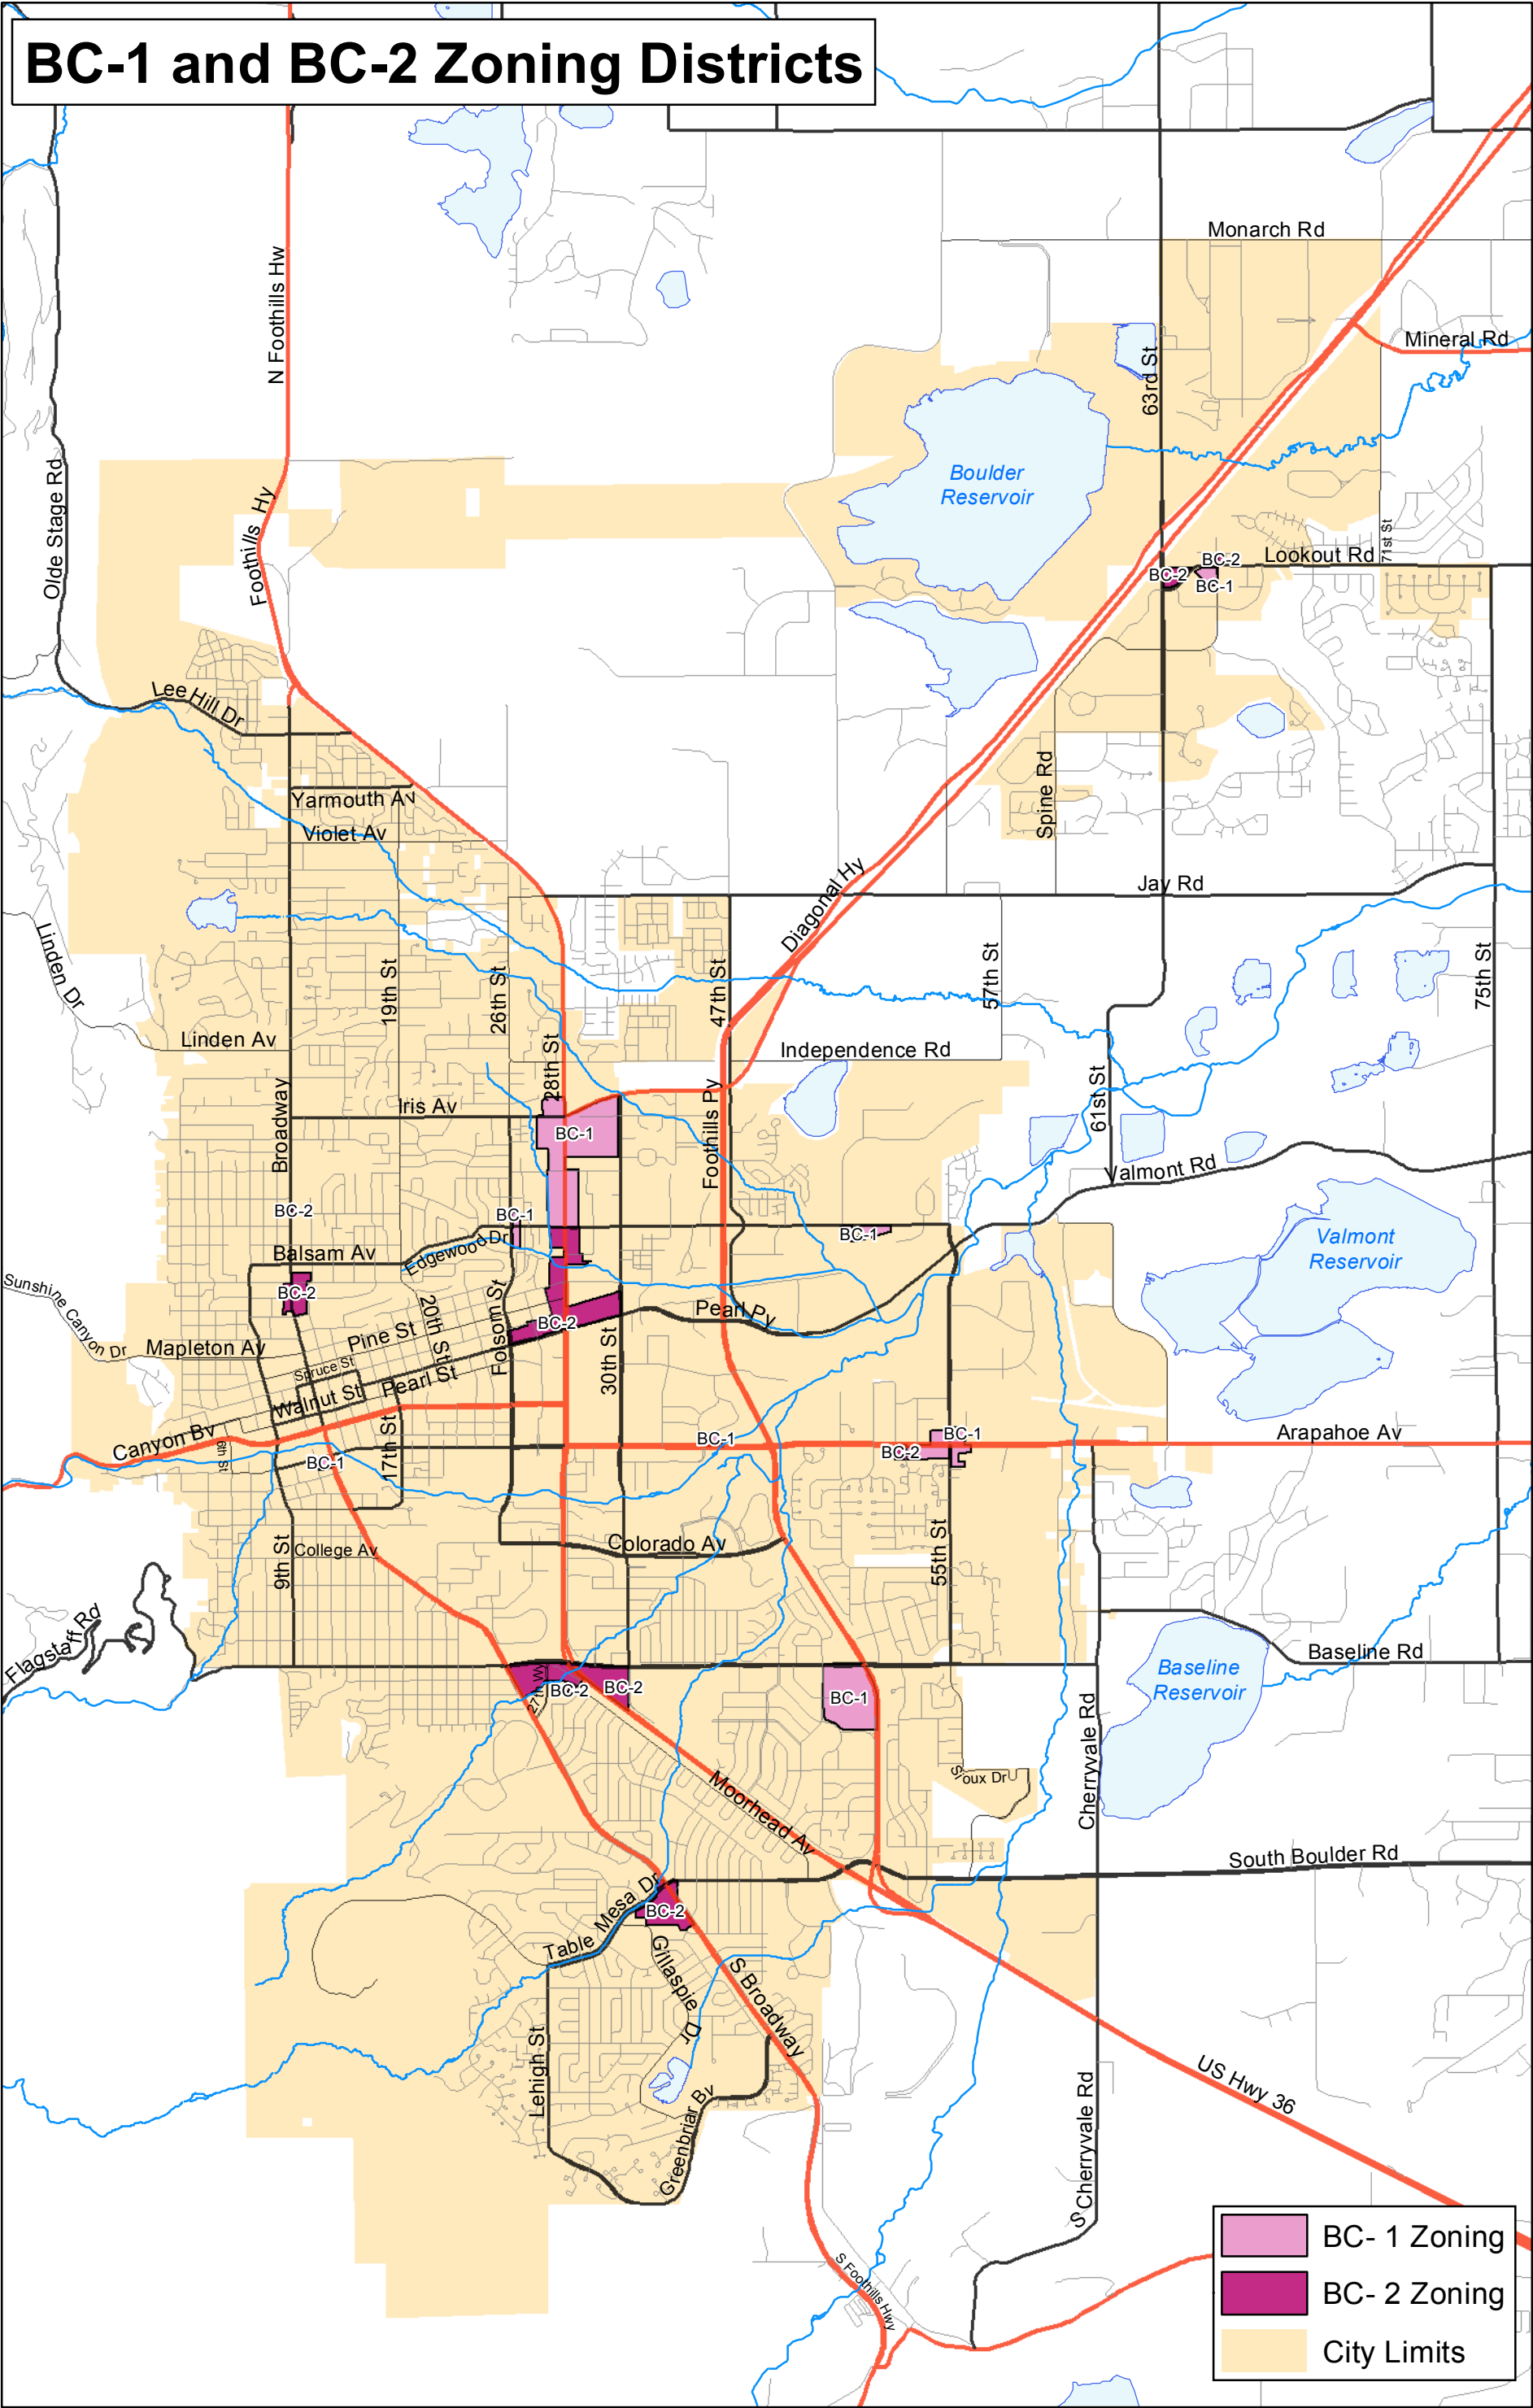 BC-1 and BC-2 Zoning Districts
Monarch Rd
N Foothills Hw
Mineral Rd
63rd St
Olde Stage Rd
Foothills Hy
Boulder
Reservoir
71st St
Lookout Rd
BC-2
BC-2
BC-1
Lee Hill Dr
Yarmouth Av
Violet Av
Spine Rd
Jay Rd
Diagonal Hy
Linden Dr
19th St
26th St
47th St
57th St
75th St
Linden Av
Independence Rd
28th St
61st St
Broadway
Iris Av
Foothills Py
BC-1
Valmont Rd
BC-2
BC-1
BC-1
Valmont
Reservoir
Balsam Av
Edgewood Dr
Sunshine Canyon Dr
BC-2
20th St
Folsom St
Pearl Py
BC-2
Pine St
30th St
Mapleton Av
Spruce St
Pearl St
Walnut St
Canyon Bv
6th St
17th St
BC-1
BC-1
BC-1
BC-2
Arapahoe Av
9th St
College Av
Colorado Av
55th St
Flagstaff Rd
Baseline Rd
Baseline
Reservoir
27th W
BC-2
BC-2
BC-1
Cherryvale Rd
Sioux Dr
Moorhead Av
South Boulder Rd
Table Mesa Dr
BC-2
Gillaspie Dr
S Broadway
Lehigh St
Greenbriar Bv
US Hwy 36
S Cherryvale Rd
S Foothills Hwy
BC- 1 Zoning
BC- 2 Zoning
City Limits